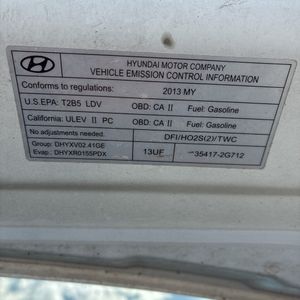 HYUNDAI MOTOR COMPANY
VEHICLE EMISSION CONTROL INFORMATION
Conforms to regulations: 2013 MY
U.S.EPA: T2B5 LDV OBD: CA II Fuel: Gasoline
California: ULEV II PC OBD: CA II Fuel: Gasoline
No adjustments needed. DFI/HO2S(2)/TWC
Group: DHYXV02.41GE
Evap.: DHYXR0155PDX 13UF 35417-2G712